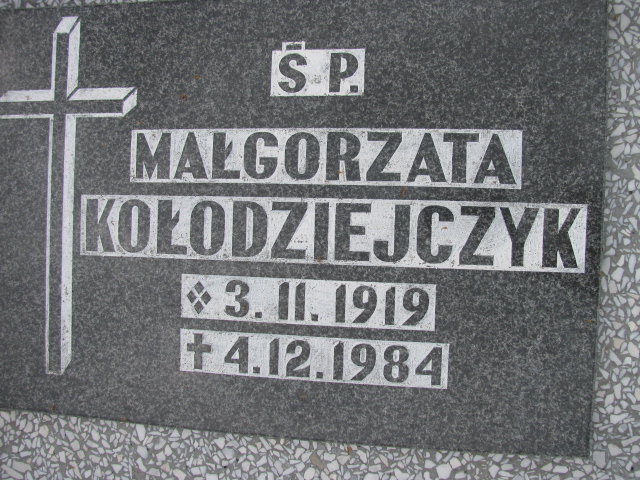 Ś P.
MAŁGORZATA
KOŁODZIEJCZYK
3. 11. 1919
4.12.1984